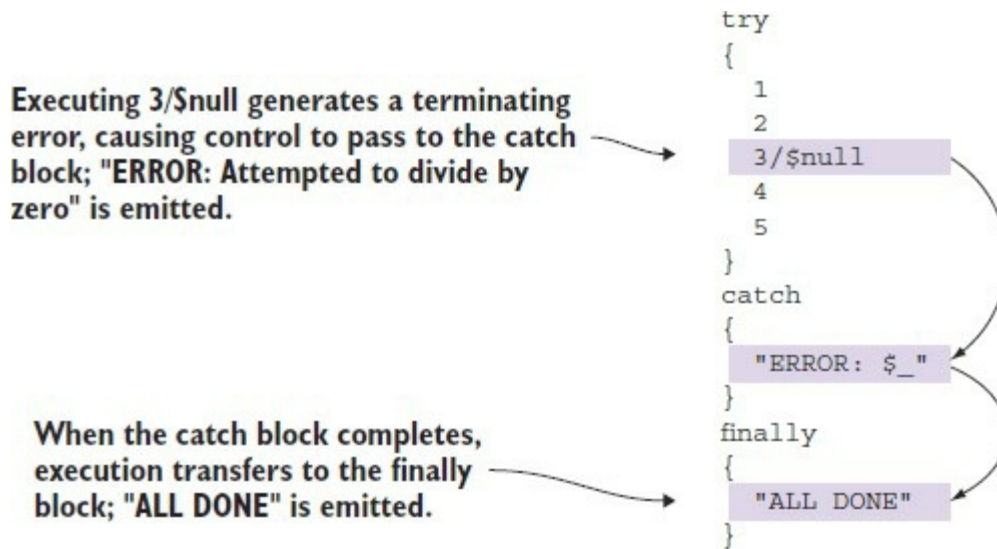 try
{
1
2
Executing 3/$null generates a terminating
error, causing control to pass to the catch
block; "ERROR: Attempted to divide by
zero" is emitted.
3/$null
4
5
}
catch
{
"ERROR: $_"
}
finally
{
When the catch block completes,
execution transfers to the finally
block; "ALL DONE" is emitted.
"ALL DONE"
}